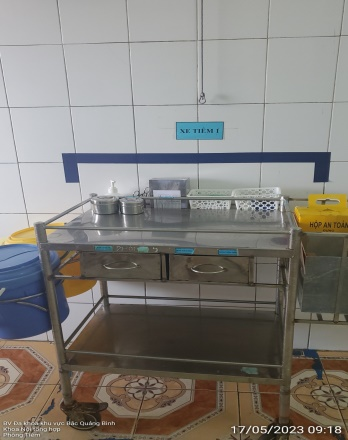 XE TIÊM 1
HỘP AN TOÀN
BV Đa khoa khu vực Bắc Quảng Bình
Khoa Nội tổng hợp
Phòng Tiêm
17/05/2023 09:18